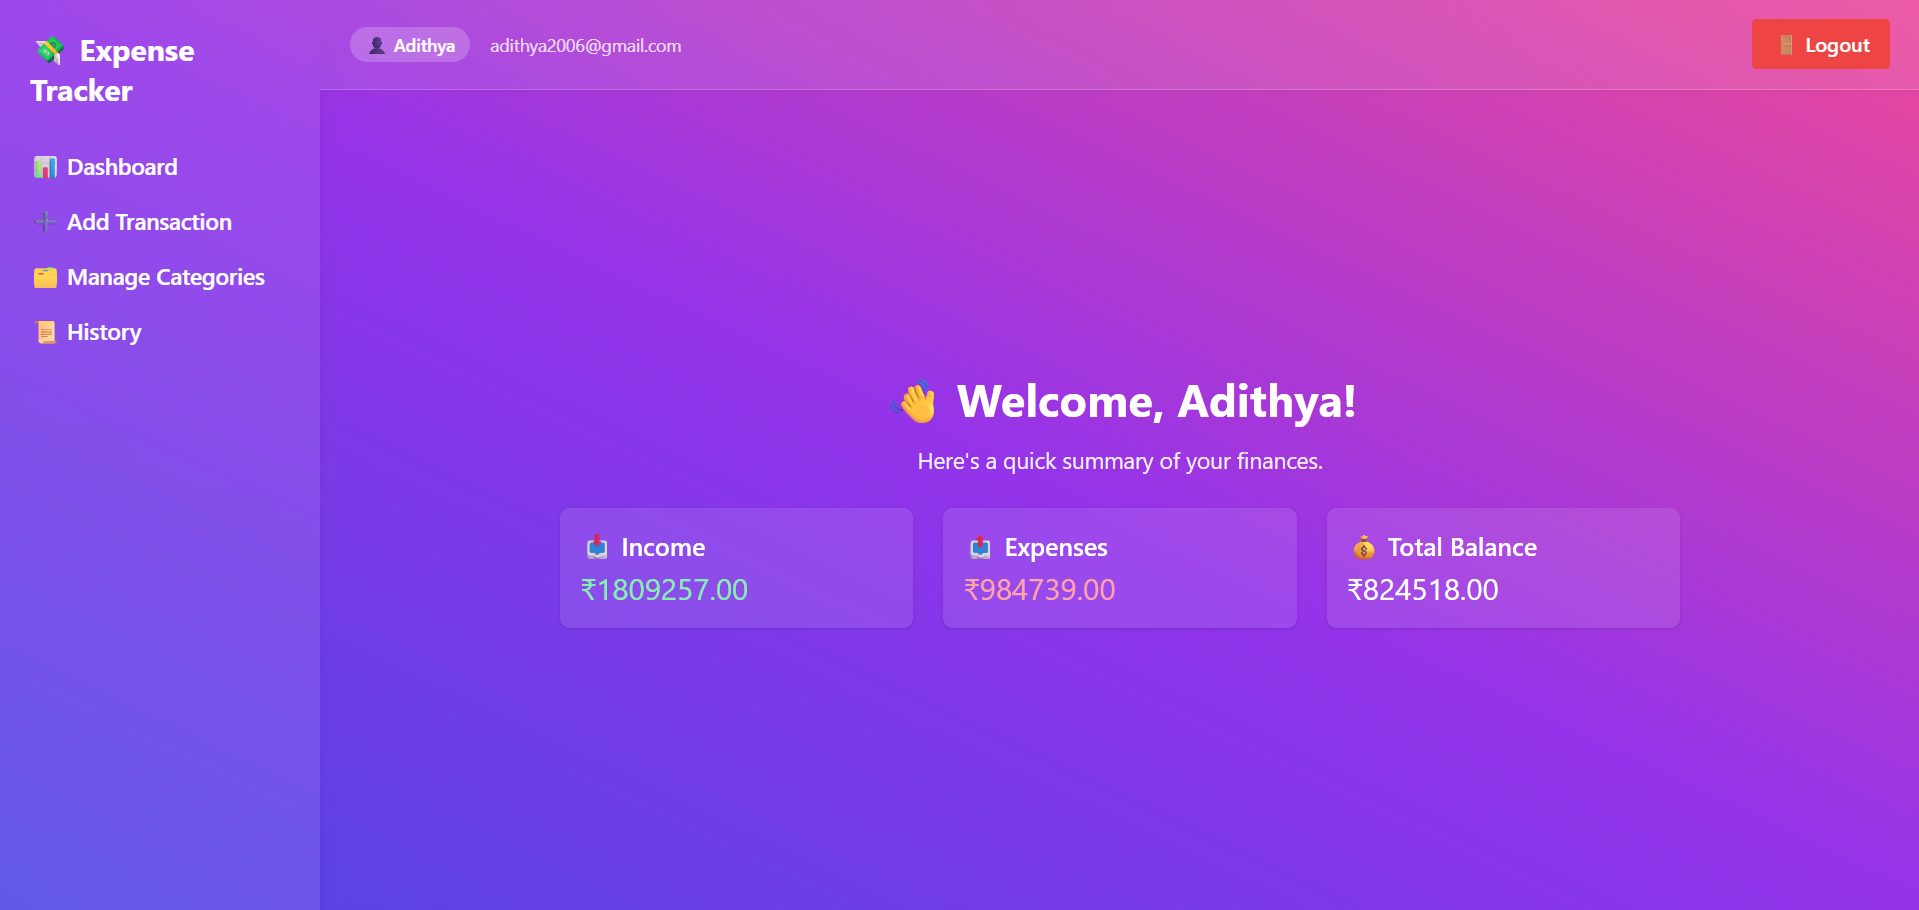 Expense
Tracker
Dashboard
Add Transaction
Manage Categories
History
Adithya
adithya2006@gmail.com
Logout
Welcome, Adithya!
Here's a quick summary of your finances.
Income
₹1809257.00
Expenses
₹984739.00
Total Balance
₹824518.00